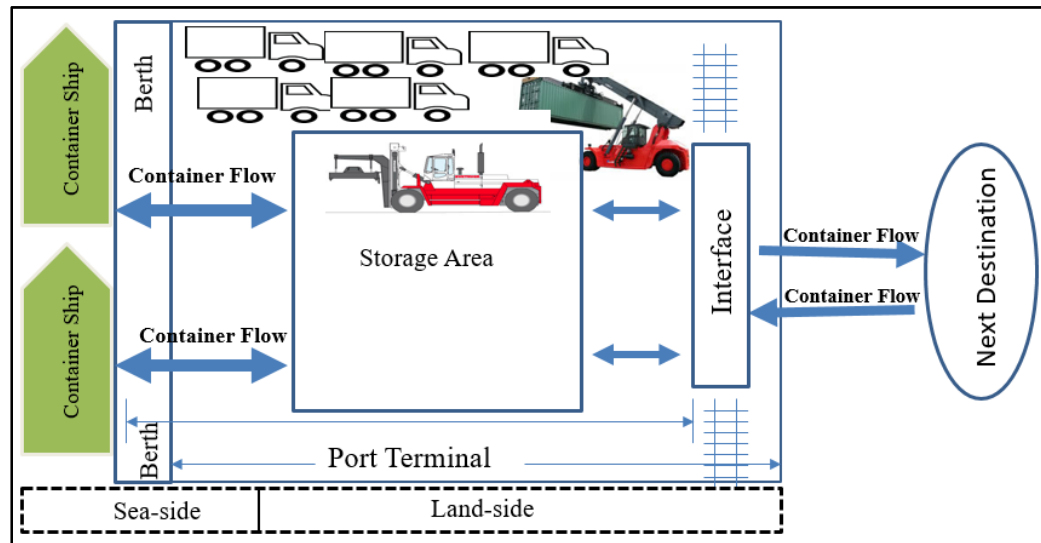 Container Ship
Berth
Container Flow
Storage Area
Interface
Container Flow
Container Flow
Next Destination
Container Ship
Container Flow
Berth
Port Terminal
Sea-side
Land-side